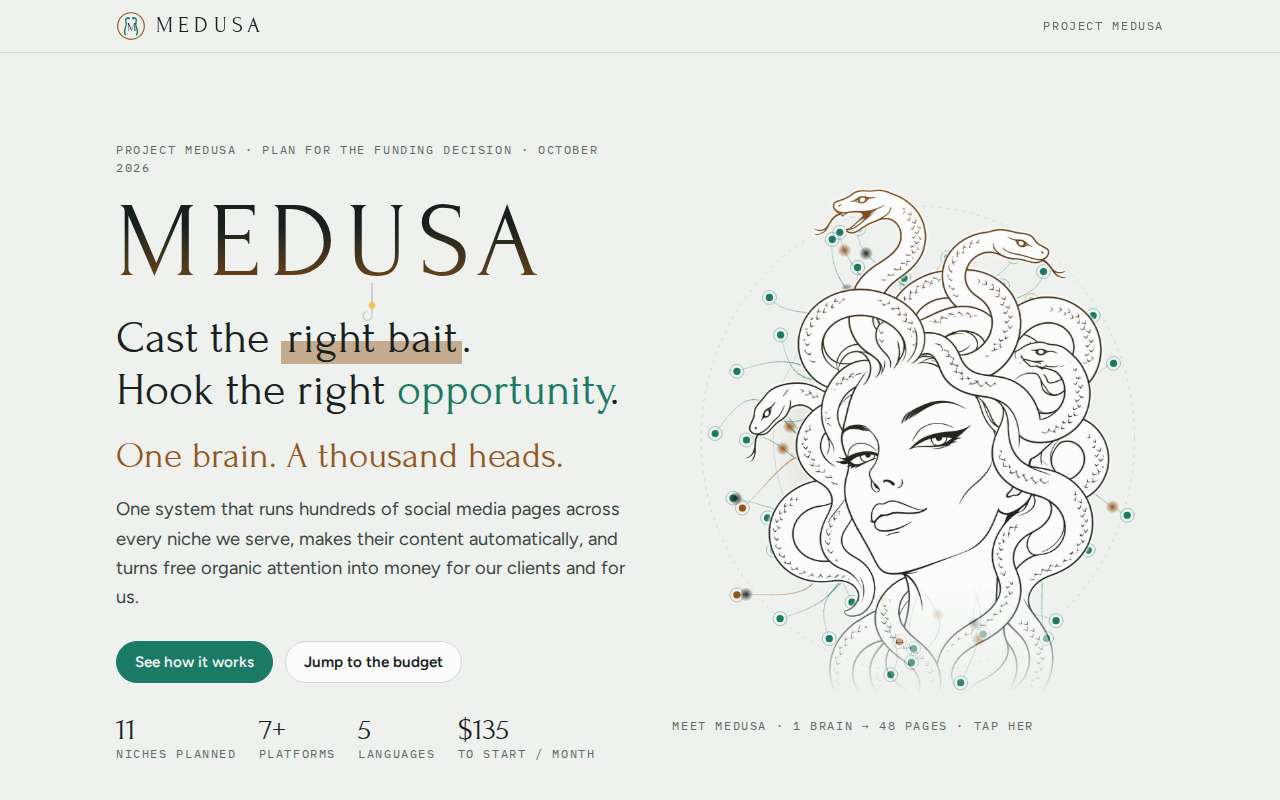 MEDUSA
PROJECT MEDUSA
PROJECT MEDUSA · PLAN FOR THE FUNDING DECISION · OCTOBER
2026
MEDUSA
Cast the right bait.
Hook the right opportunity.
One brain. A thousand heads.
One system that runs hundreds of social media pages across
every niche we serve, makes their content automatically, and
turns free organic attention into money for our clients and for
us.
See how it works
Jump to the budget
11
NICHES PLANNED
7+
PLATFORMS
5
LANGUAGES
$135
TO START / MONTH
MEET MEDUSA · 1 BRAIN → 48 PAGES · TAP HER